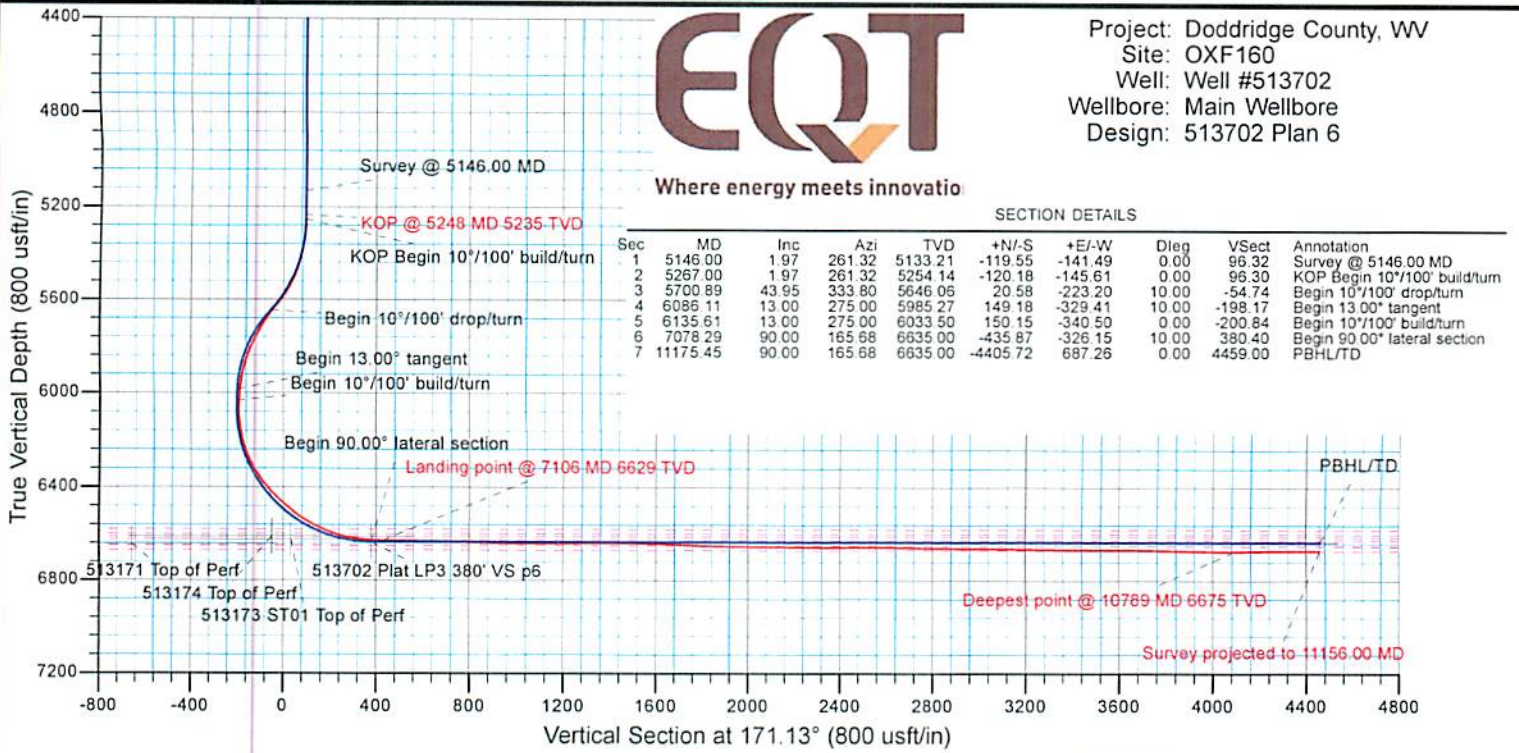 EQT
Where energy meets innovatio
Project: Doddridge County, WV
Site: OXF160
Well: Well #513702
Wellbore: Main Wellbore
Design: 513702 Plan 6
SECTION DETAILS
Sec MD Inc Azi TVD +N/-S +E/-W Dleg VSect Annotation
1 5146.00 1.97 261.32 5133.21 -119.55 -141.49 0.00 96.32 Survey @ 5146.00 MD
2 5267.00 1.97 261.32 5254.14 -120.18 -145.61 0.00 96.30 KOP Begin 10°/100' build/turn
3 5700.89 43.95 333.80 5646.06 20.58 -223.20 10.00 -54.74 Begin 10°/100' drop/turn
4 6086.11 13.00 275.00 5985.27 149.18 -329.41 10.00 -198.17 Begin 13.00° tangent
5 6135.61 13.00 275.00 6033.50 150.15 -340.50 0.00 -200.84 Begin 10°/100' build/turn
6 7078.29 90.00 165.68 6635.00 -435.87 -326.15 10.00 380.40 Begin 90.00° lateral section
7 11175.45 90.00 165.68 6635.00 -4405.72 687.26 0.00 4459.00 PBHL/TD
True Vertical Depth (800 usft/in)
4400
4800
5200
5600
6000
6400
6800
7200
Survey @ 5146.00 MD
KOP @ 5248 MD 5235 TVD
KOP Begin 10°/100' build/turn
Begin 10°/100' drop/turn
Begin 13.00° tangent
Begin 10°/100' build/turn
Begin 90.00° lateral section
Landing point @ 7106 MD 6629 TVD
PBHL/TD
513171 Top of Perf
513702 Plat LP3 380' VS p6
513174 Top of Perf
513173 ST01 Top of Perf
Deepest point @ 10789 MD 6675 TVD
Survey projected to 11156.00 MD
-800 -400 0 400 800 1200 1600 2000 2400 2800 3200 3600 4000 4400 4800
Vertical Section at 171.13° (800 usft/in)